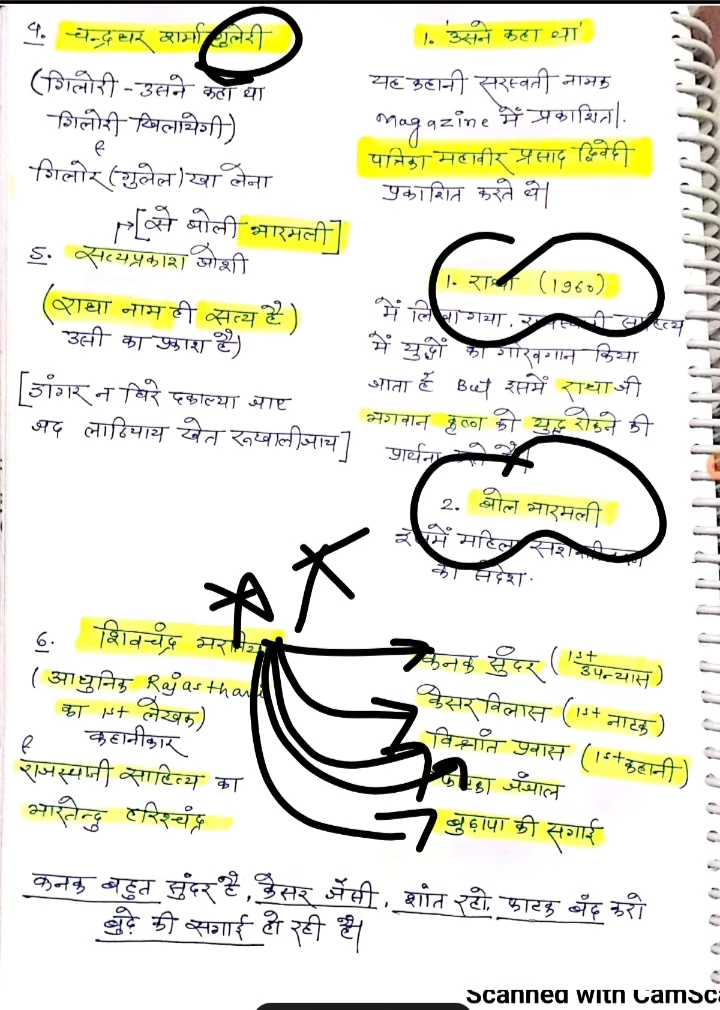 4. चन्द्रधर शर्मा गुलेरी
(गिलोरी - उसने कहा था
गिलोरी खिलायेगी)
&
गिलोर (गुलेल) खा लेना
1. 'उसने कहा था'
यह कहानी सरस्वती नामक
magazine में प्रकाशित।
पत्रिका महावीर प्रसाद द्विवेदी
प्रकाशित करते थे।
→[से बोली भारमली]
5. सत्यप्रकाश जोशी
(राधा नाम ही सत्य है)
उसी का प्रकाश है)
[डांगर न घिरे दकाल्या जाए
जद लाठियाय खेत रूखालीजाय]
1. राधा (1960)
में लिखा गया, साहित्य
में युद्धों का गौरवगान किया
जाता है But इसमें राधा जी
भगवान कृष्ण को युद्ध रोकने की
प्रार्थना
2. बोल भारमली
इसमें महिला
का संदेश.
6. शिवचंद्र भरतिया
(आधुनिक Rajasthani
का 1st लेखक)
कहानीकार
&
राजस्थानी साहित्य का
भारतेन्दु हरिश्चंद्र
कनक सुंदर (1st उपन्यास)
केसर विलास (1st नाटक)
विश्रांत प्रवास (1st कहानी)
फाटका जंजाल
बुढ़ापा की सगाई
कनक बहुत सुंदर है, केसर जैसी, शांत रहो, फाटक बंद करो
बुढ़े की सगाई हो रही है।
Scanned with CamSc